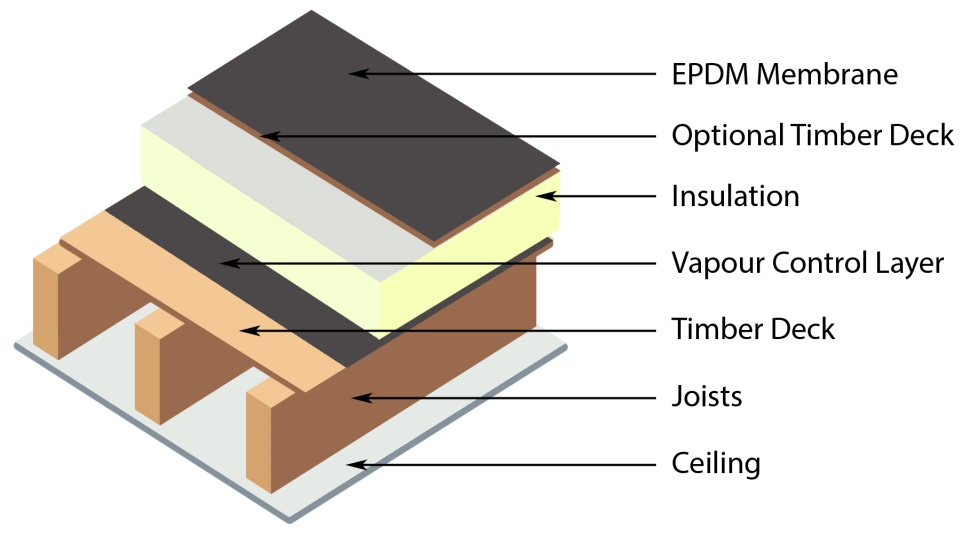 EPDM Membrane
Optional Timber Deck
Insulation
Vapour Control Layer
Timber Deck
Joists
Ceiling